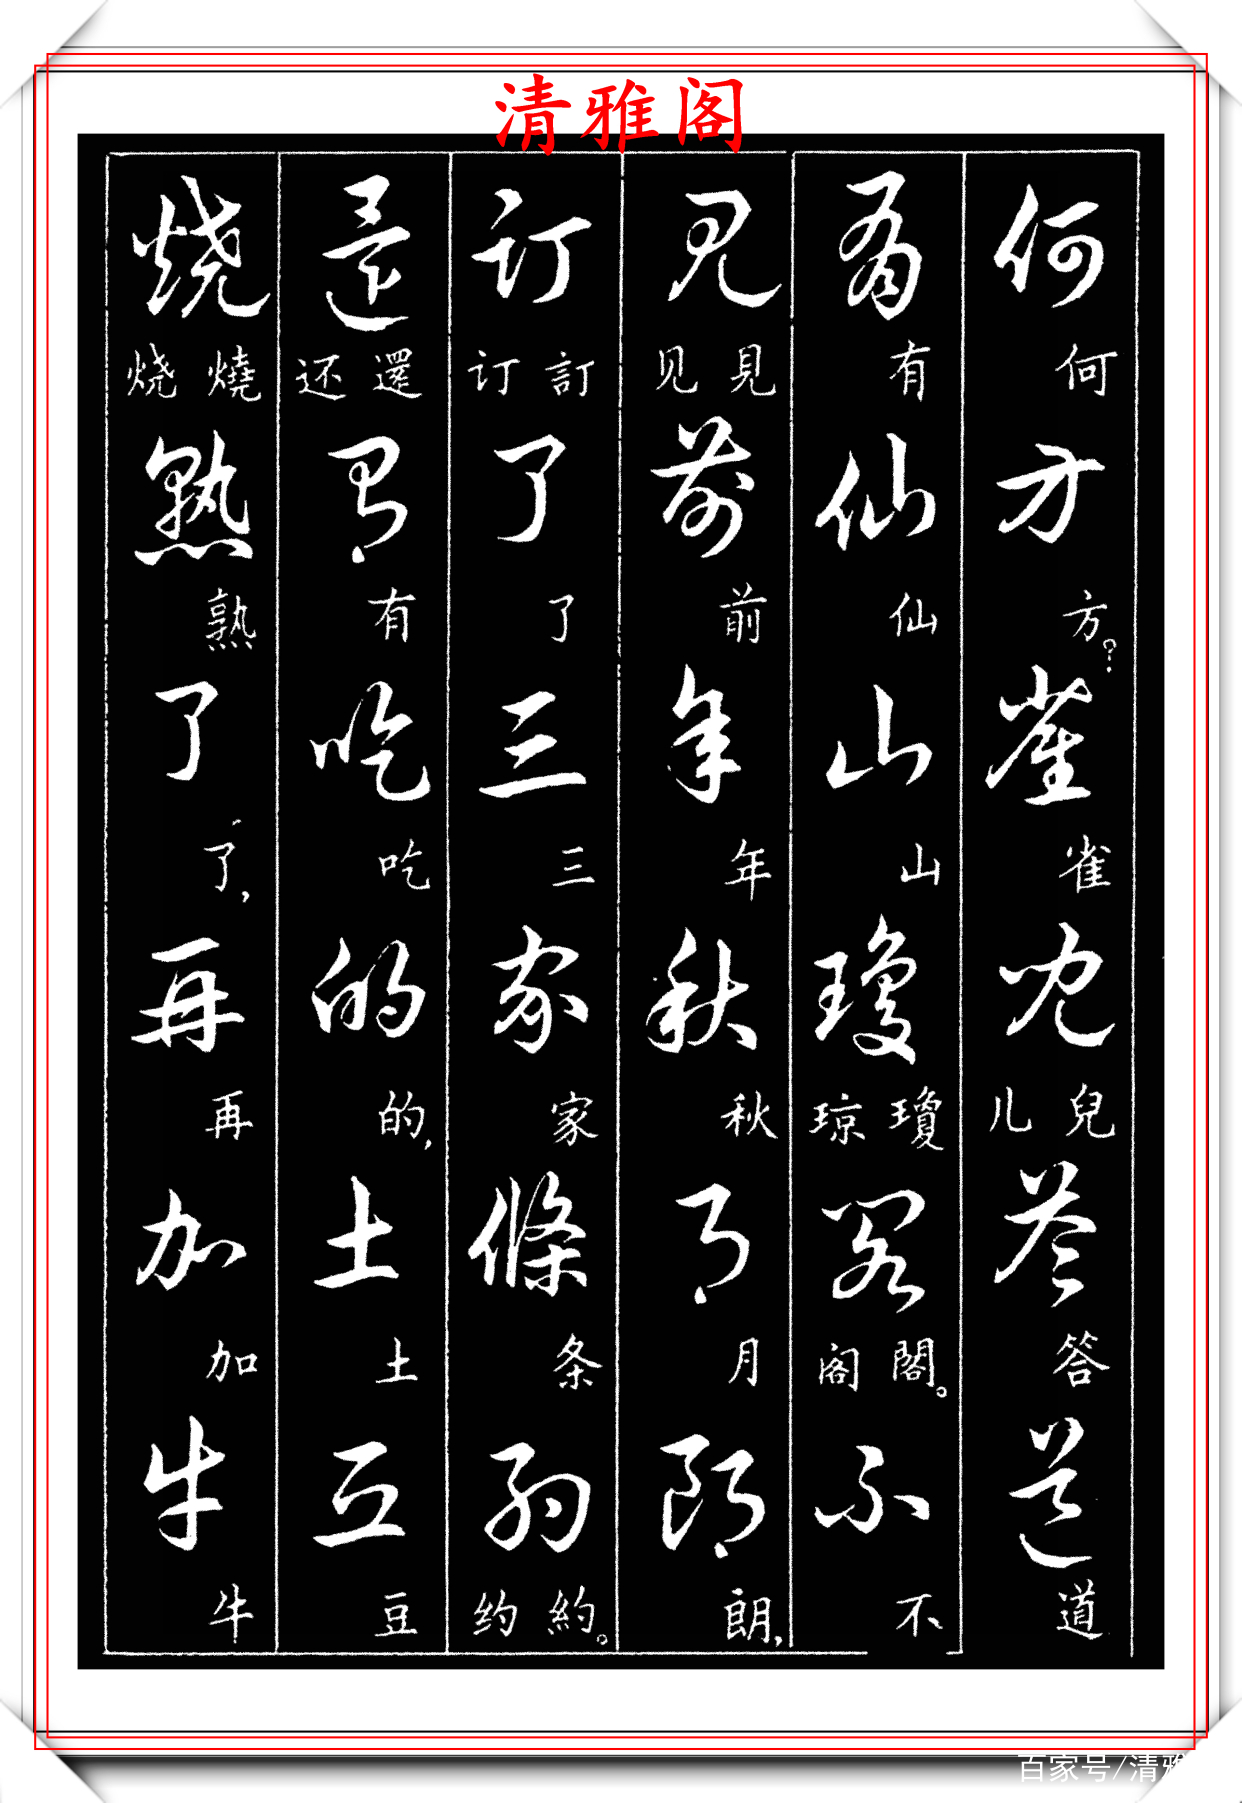 清雅阁
何何方方?雀雀兒儿兒答答道道
有有仙仙山山瓊琼瓊閣阁閣。不不
見见見前前年年秋秋月月朗朗,
訂订訂了了三三家家條条約约約。
還还還有有吃吃的的,土土豆豆
燒烧燒熟熟了了,再再加加牛牛
百家号/清雅